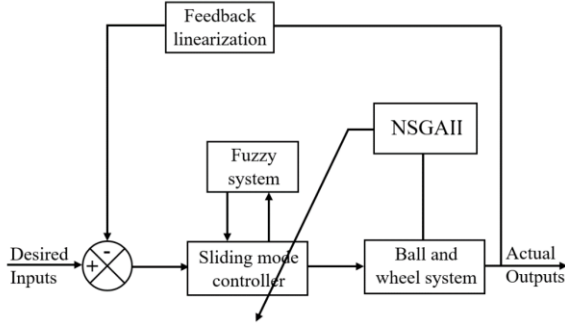 Feedback
linearization
NSGAII
Fuzzy
system
Desired
Inputs
-
+
Sliding mode
controller
Ball and
wheel system
Actual
Outputs